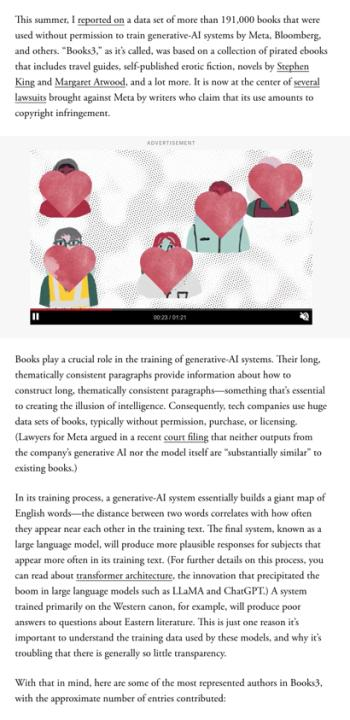 This summer, I reported on a data set of more than 191,000 books that were
used without permission to train generative-AI systems by Meta, Bloomberg,
and others. “Books3,” as it’s called, was based on a collection of pirated ebooks
that includes travel guides, self-published erotic fiction, novels by Stephen
King and Margaret Atwood, and a lot more. It is now at the center of several
lawsuits brought against Meta by writers who claim that its use amounts to
copyright infringement.
ADVERTISEMENT
00:23 / 01:21
Books play a crucial role in the training of generative-AI systems. Their long,
thematically consistent paragraphs provide information about how to
construct long, thematically consistent paragraphs—something that’s essential
to creating the illusion of intelligence. Consequently, tech companies use huge
data sets of books, typically without permission, purchase, or licensing.
(Lawyers for Meta argued in a recent court filing that neither outputs from
the company’s generative AI nor the model itself are “substantially similar” to
existing books.)
In its training process, a generative-AI system essentially builds a giant map of
English words—the distance between two words correlates with how often
they appear near each other in the training text. The final system, known as a
large language model, will produce more plausible responses for subjects that
appear more often in its training text. (For further details on this process, you
can read about transformer architecture, the innovation that precipitated the
boom in large language models such as LLaMA and ChatGPT.) A system
trained primarily on the Western canon, for example, will produce poor
answers to questions about Eastern literature. This is just one reason it’s
important to understand the training data used by these models, and why it’s
troubling that there is generally so little transparency.
With that in mind, here are some of the most represented authors in Books3,
with the approximate number of entries contributed: